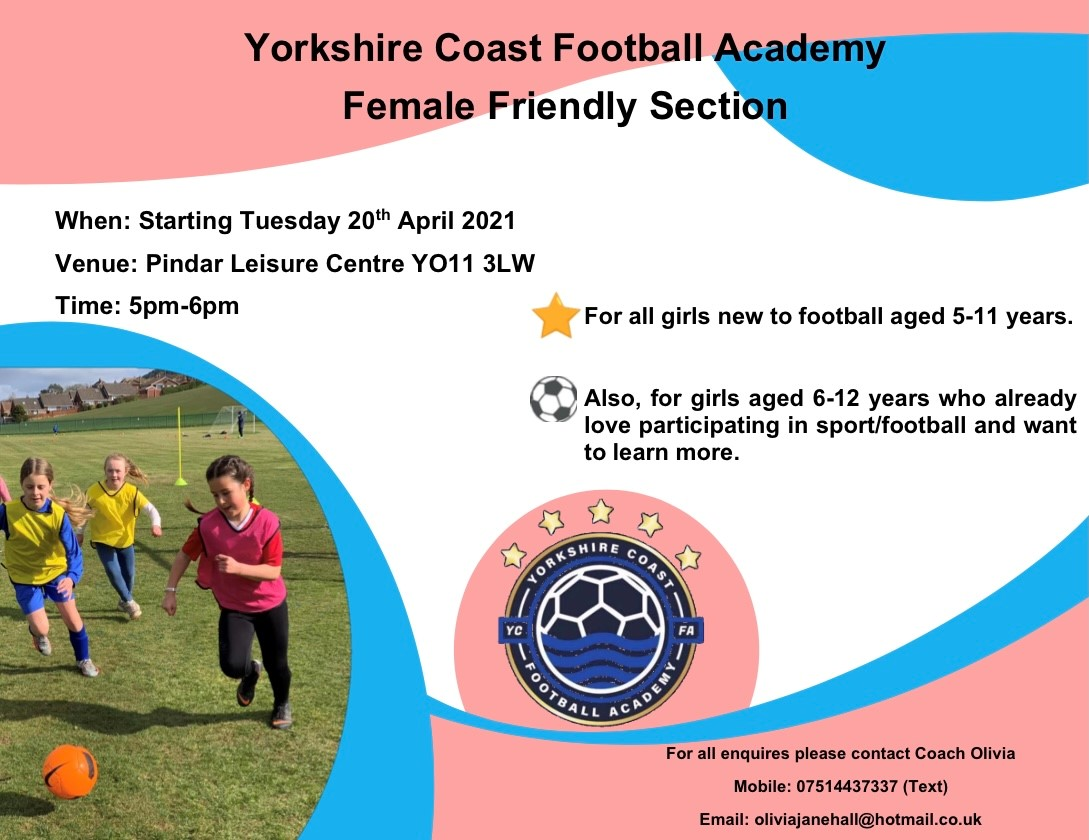 Yorkshire Coast Football Academy
Female Friendly Section
When: Starting Tuesday 20th April 2021
Venue: Pindar Leisure Centre YO11 3LW
Time: 5pm-6pm
For all girls new to football aged 5-11 years.
Also, for girls aged 6-12 years who already
love participating in sport/football and want
to learn more.
YORKSHIRE COAST
YC FA
FOOTBALL ACADEMY
For all enquires please contact Coach Olivia
Mobile: 07514437337 (Text)
Email: oliviajanehall@hotmail.co.uk